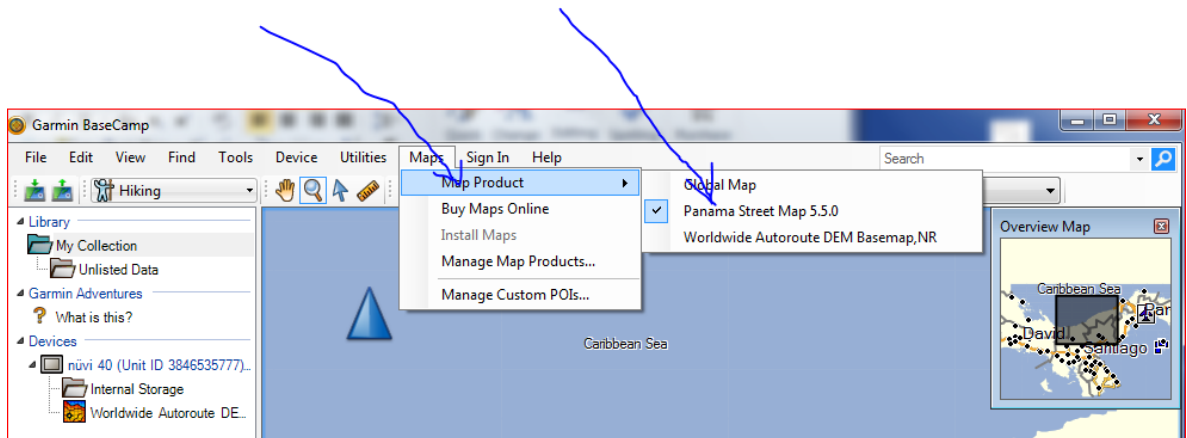 Garmin BaseCamp
File Edit View Find Tools Device Utilities Maps Sign In Help
Search
Hiking
Library
My Collection
Unlisted Data
Garmin Adventures
What is this?
Devices
nüvi 40 (Unit ID 3846535777)...
Internal Storage
Worldwide Autoroute DE...
Map Product
Buy Maps Online
Install Maps
Manage Map Products...
Manage Custom POIs...
Global Map
Panama Street Map 5.5.0
Worldwide Autoroute DEM Basemap,NR
Caribbean Sea
Overview Map
Caribbean Sea
Par
David
Santiago